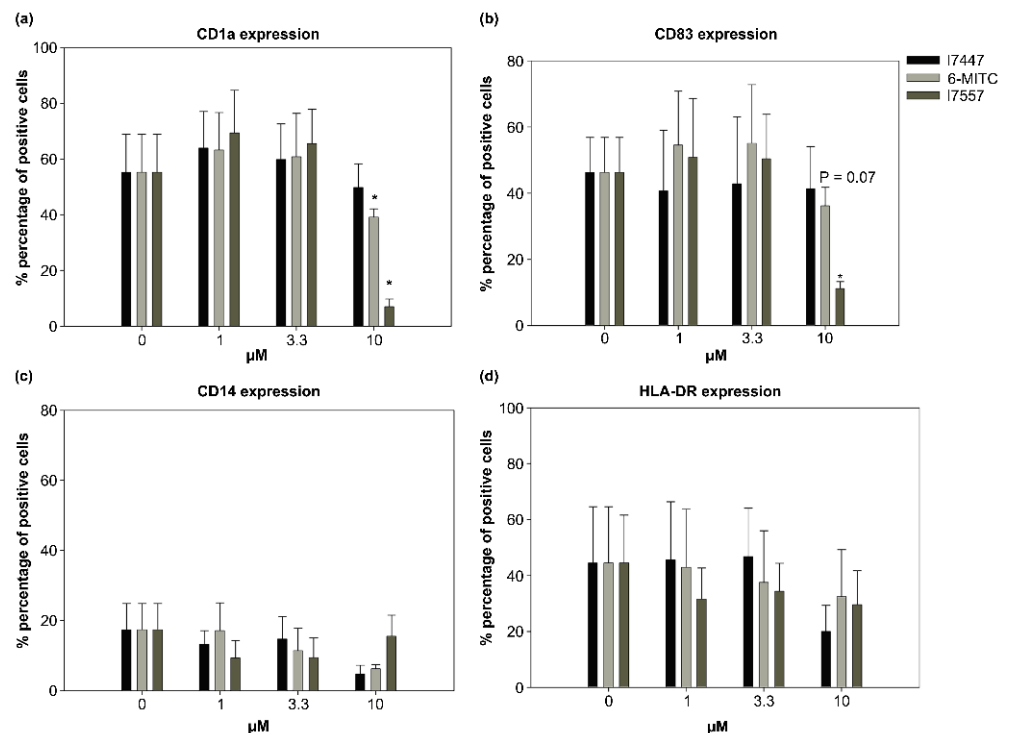 (a)
CD1a expression
% percentage of positive cells
100
80
60
40
20
0
0 1 3.3 10
* *
µM
(b)
CD83 expression
% percentage of positive cells
80
60
40
20
0
P = 0.07
*
0 1 3.3 10
µM
I7447
6-MITC
I7557
(c)
CD14 expression
% percentage of positive cells
80
60
40
20
0
0 1 3.3 10
µM
(d)
HLA-DR expression
% percentage of positive cells
100
80
60
40
20
0
0 1 3.3 10
µM